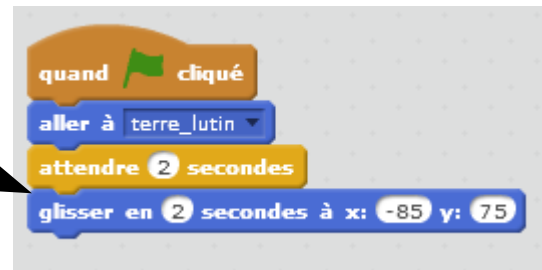 quand cliqué
aller à terre_lutin
attendre 2 secondes
glisser en 2 secondes à x: -85 y: 75